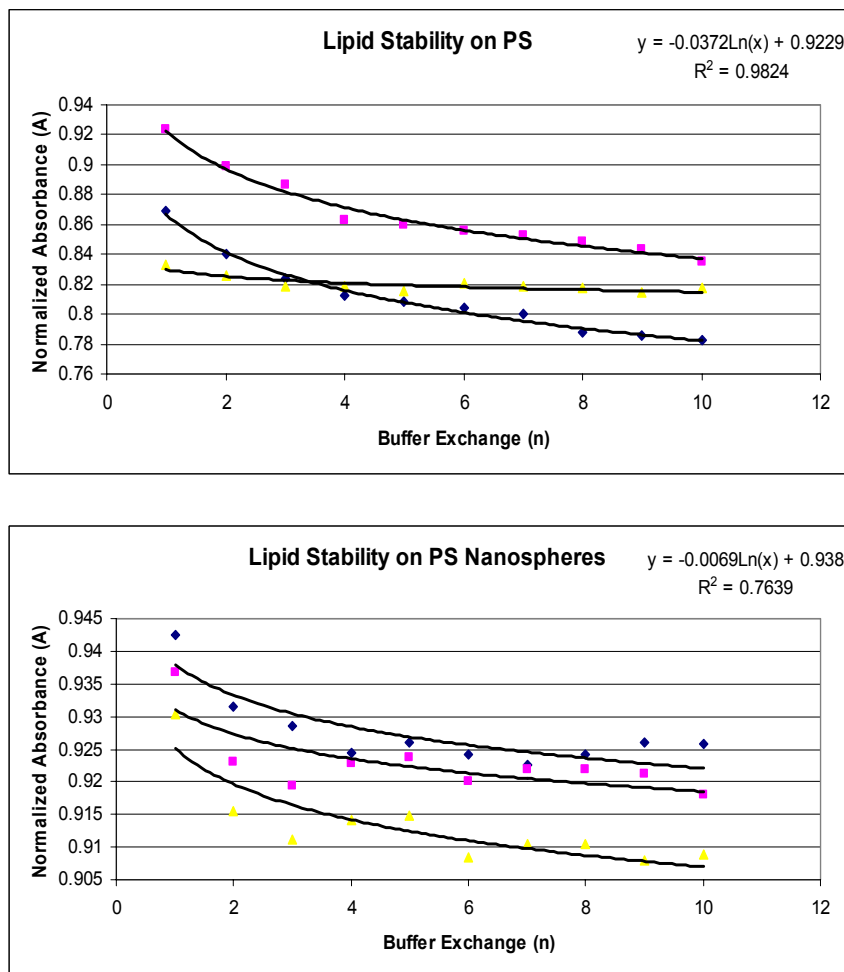 Lipid Stability on PS
y = -0.0372Ln(x) + 0.9229
R² = 0.9824
Normalized Absorbance (A)
0.94
0.92
0.9
0.88
0.86
0.84
0.82
0.8
0.78
0.76
0 2 4 6 8 10 12
Buffer Exchange (n)
Lipid Stability on PS Nanospheres
y = -0.0069Ln(x) + 0.938
R² = 0.7639
Normalized Absorbance (A)
0.945
0.94
0.935
0.93
0.925
0.92
0.915
0.91
0.905
0 2 4 6 8 10 12
Buffer Exchange (n)